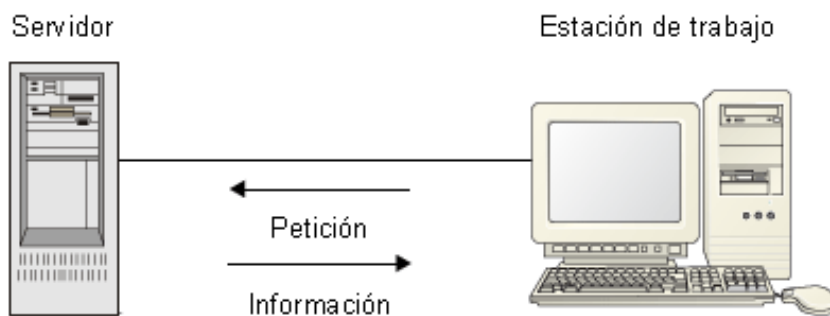 Servidor
Estación de trabajo
Petición
Información